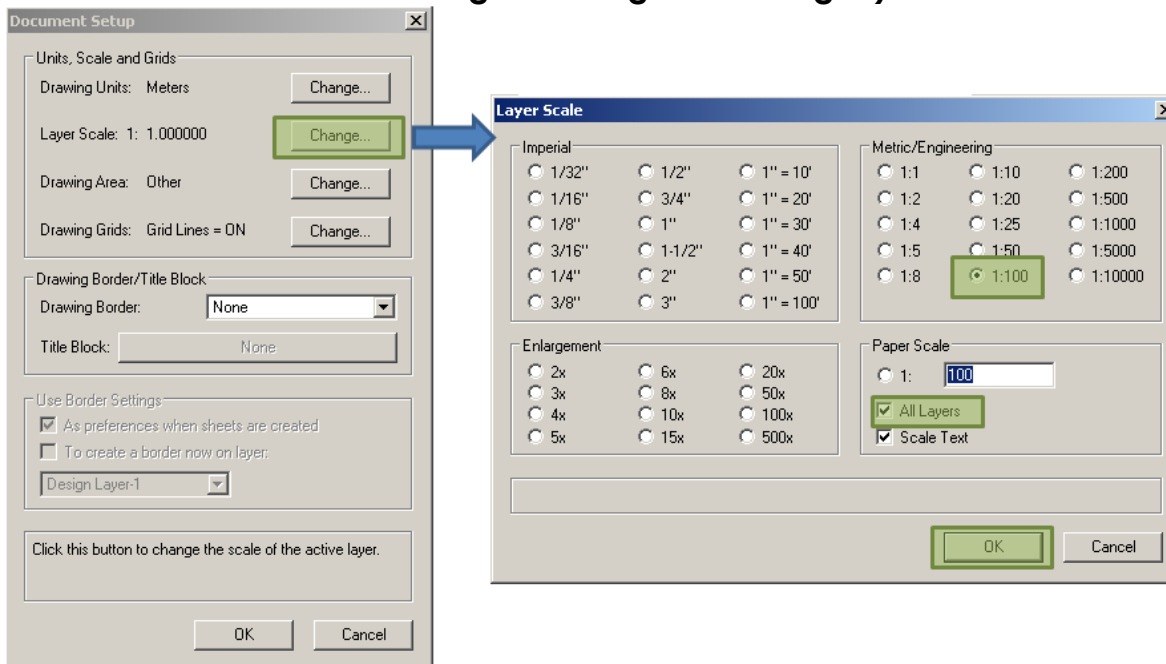 Document Setup
Units, Scale and Grids
Drawing Units: Meters Change...
Layer Scale: 1: 1.000000 Change...
Drawing Area: Other Change...
Drawing Grids: Grid Lines = ON Change...
Drawing Border/Title Block
Drawing Border: None
Title Block: None
Use Border Settings
As preferences when sheets are created
To create a border now on layer:
Design Layer-1
Click this button to change the scale of the active layer.
OK Cancel
Layer Scale
Imperial
1/32" 1/2" 1" = 10'
1/16" 3/4" 1" = 20'
1/8" 1" 1" = 30'
3/16" 1-1/2" 1" = 40'
1/4" 2" 1" = 50'
3/8" 3" 1" = 100'
Metric/Engineering
1:1 1:10 1:200
1:2 1:20 1:500
1:4 1:25 1:1000
1:5 1:50 1:5000
1:8 1:100 1:10000
Enlargement
2x 6x 20x
3x 8x 50x
4x 10x 100x
5x 15x 500x
Paper Scale
1: 100
All Layers
Scale Text
OK Cancel